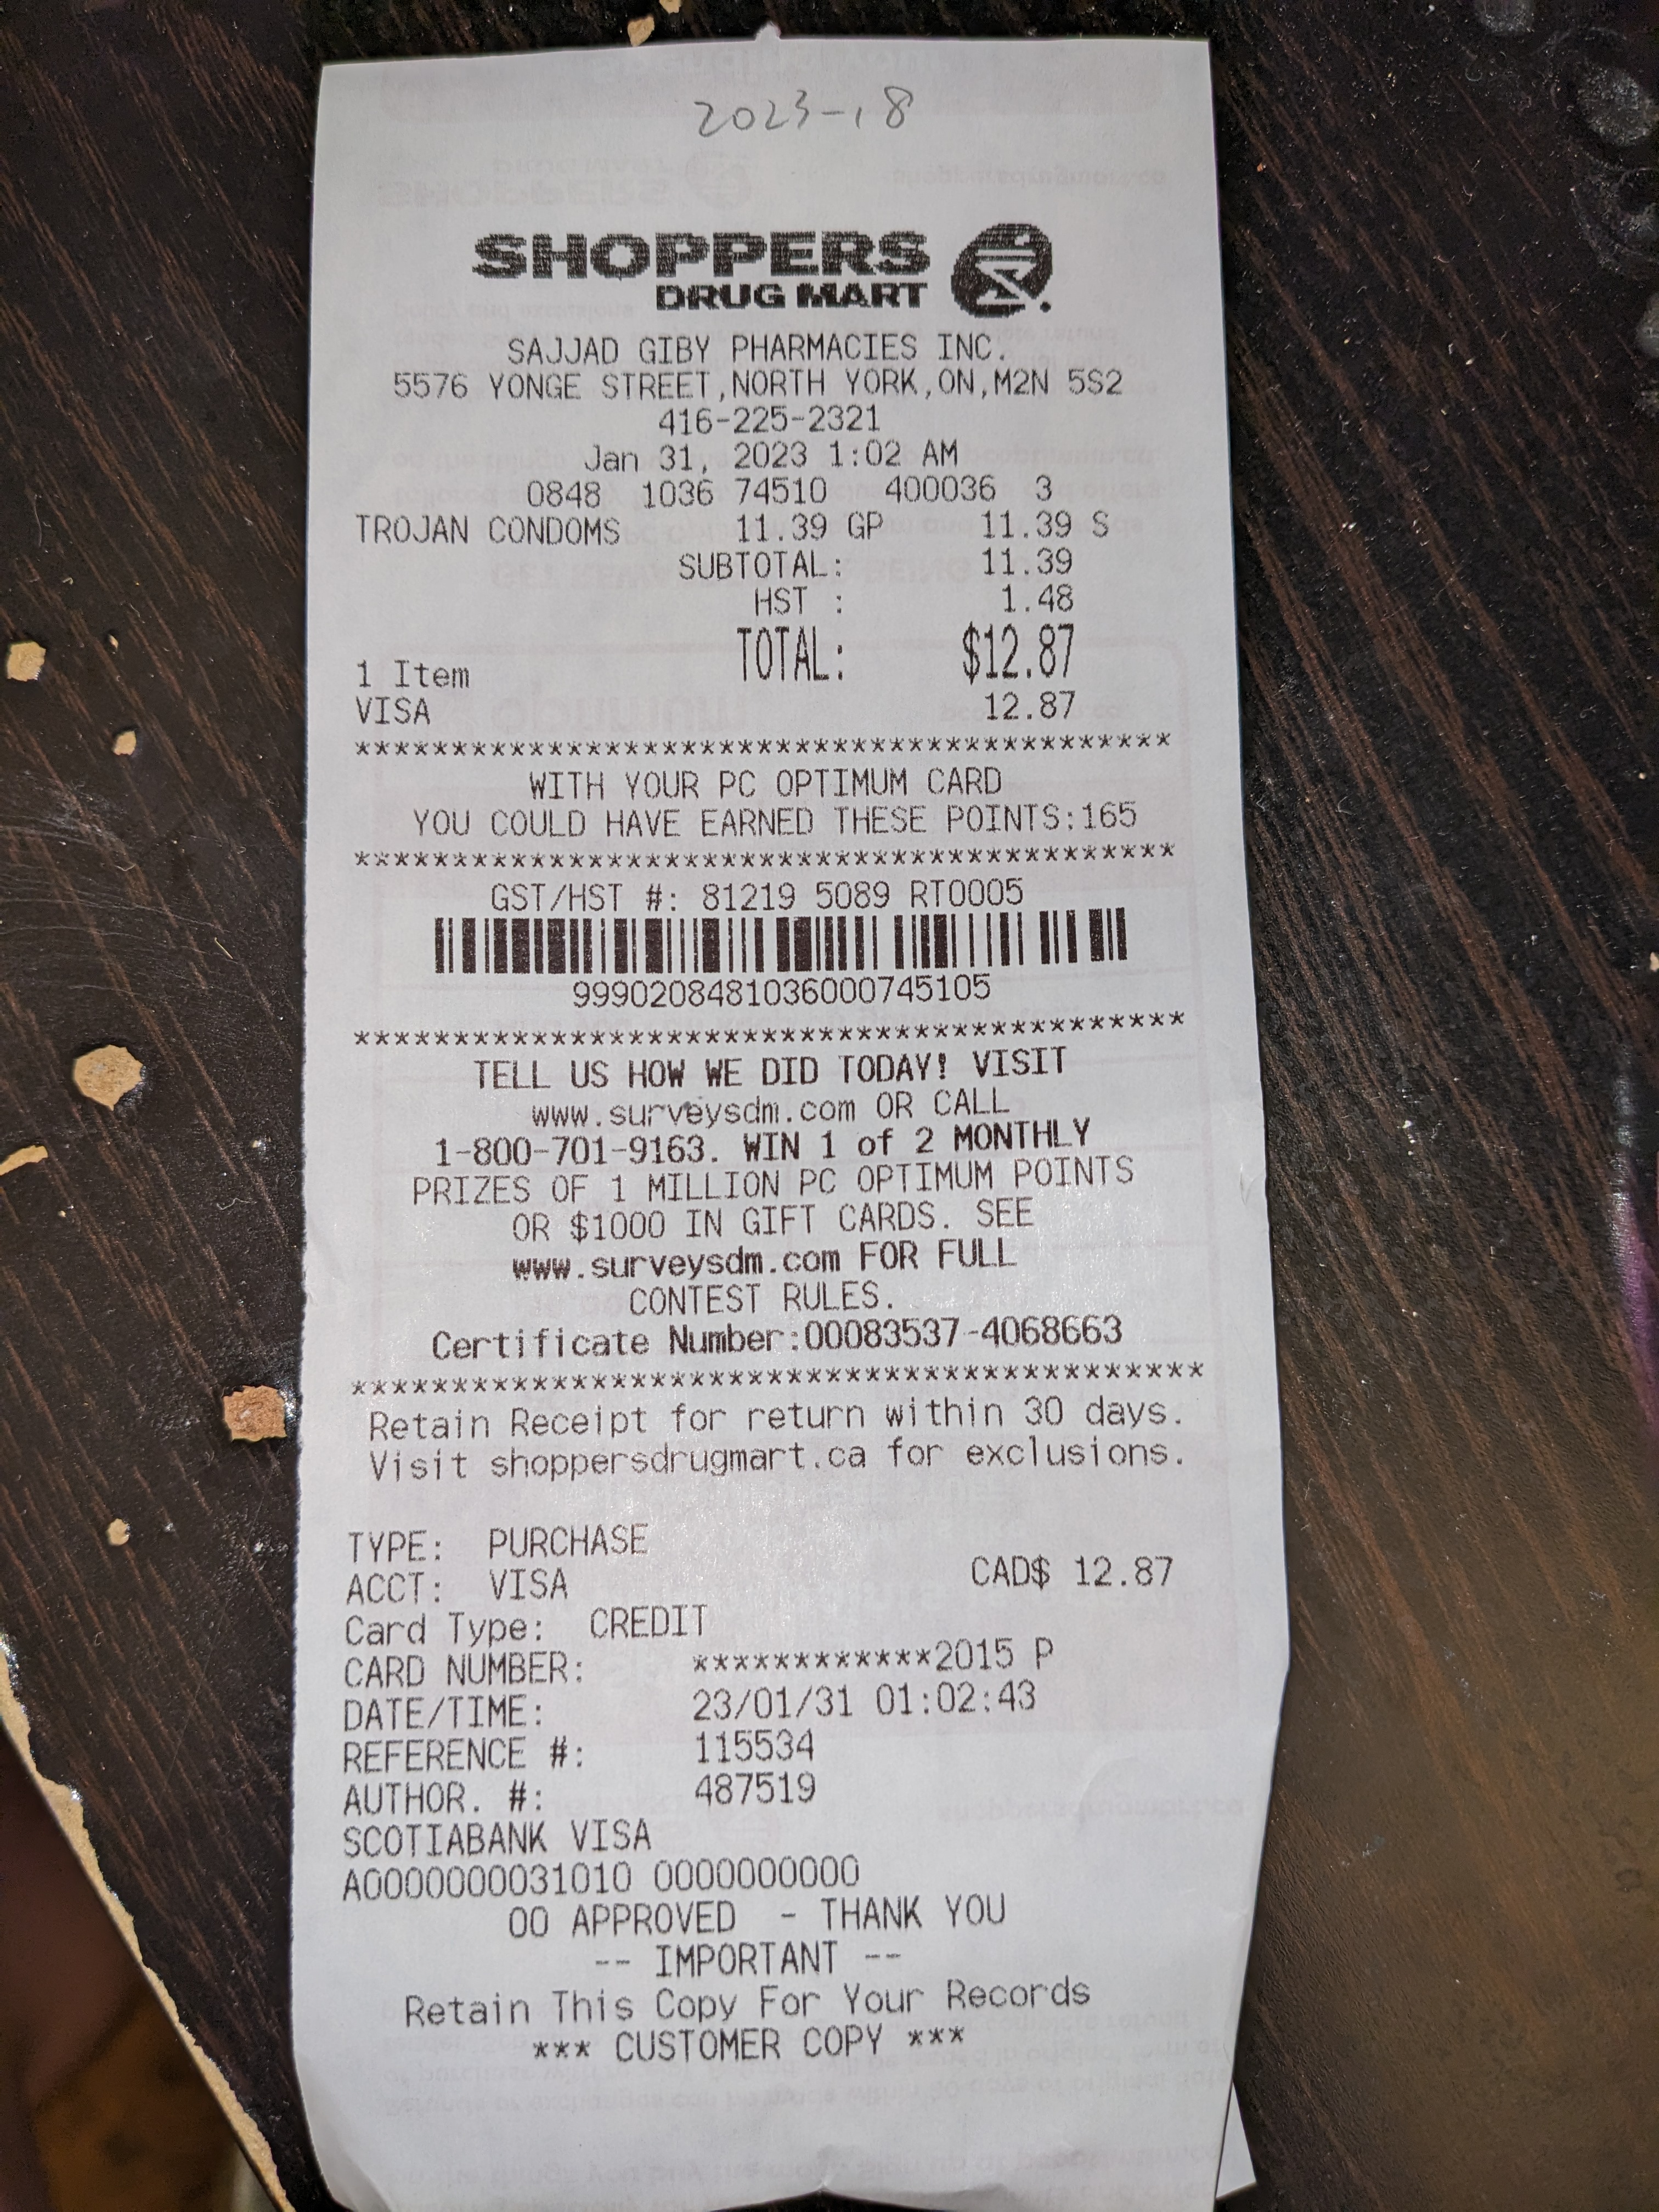 2023-18
SHOPPERS
DRUG MART
SAJJAD GIBY PHARMACIES INC.
5576 YONGE STREET,NORTH YORK,ON,M2N 5S2
416-225-2321
Jan 31, 2023 1:02 AM
0848 1036 74510 400036 3
TROJAN CONDOMS 11.39 GP 11.39 S
SUBTOTAL: 11.39
HST : 1.48
TOTAL: $12.87
1 Item
VISA 12.87
******************************************
WITH YOUR PC OPTIMUM CARD
YOU COULD HAVE EARNED THESE POINTS:165
******************************************
GST/HST #: 81219 5089 RT0005
9990208481036000745105
******************************************
TELL US HOW WE DID TODAY! VISIT
www.surveysdm.com OR CALL
1-800-701-9163. WIN 1 of 2 MONTHLY
PRIZES OF 1 MILLION PC OPTIMUM POINTS
OR $1000 IN GIFT CARDS. SEE
www.surveysdm.com FOR FULL
CONTEST RULES.
Certificate Number:00083537-4068663
******************************************
Retain Receipt for return within 30 days.
Visit shoppersdrugmart.ca for exclusions.
TYPE: PURCHASE
ACCT: VISA CAD$ 12.87
Card Type: CREDIT
CARD NUMBER: ************2015 P
DATE/TIME: 23/01/31 01:02:43
REFERENCE #: 115534
AUTHOR. #: 487519
SCOTIABANK VISA
A0000000031010 0000000000
00 APPROVED - THANK YOU
-- IMPORTANT --
Retain This Copy For Your Records
*** CUSTOMER COPY ***